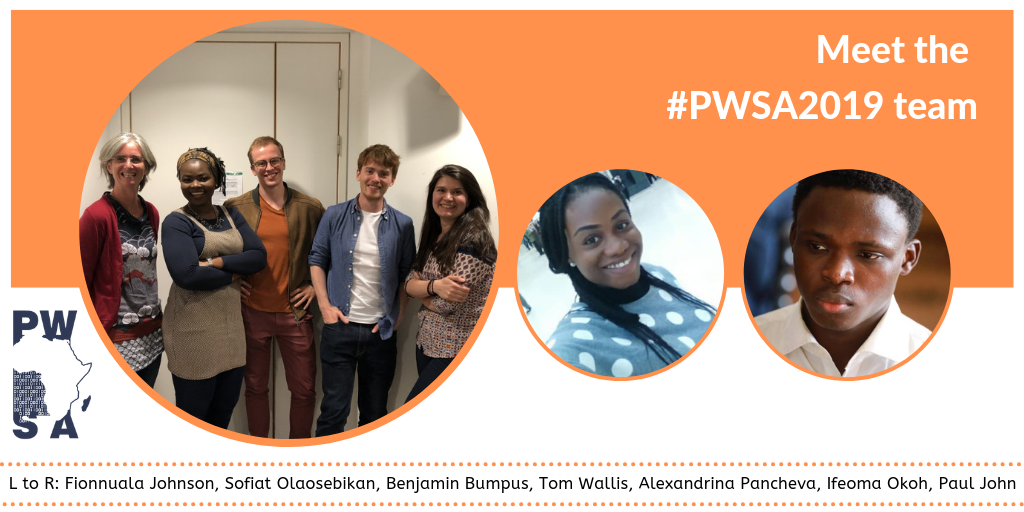 Meet the
#PWSA2019 team
PW
SA
L to R: Fionnuala Johnson, Sofiat Olaosebikan, Benjamin Bumpus, Tom Wallis, Alexandrina Pancheva, Ifeoma Okoh, Paul John